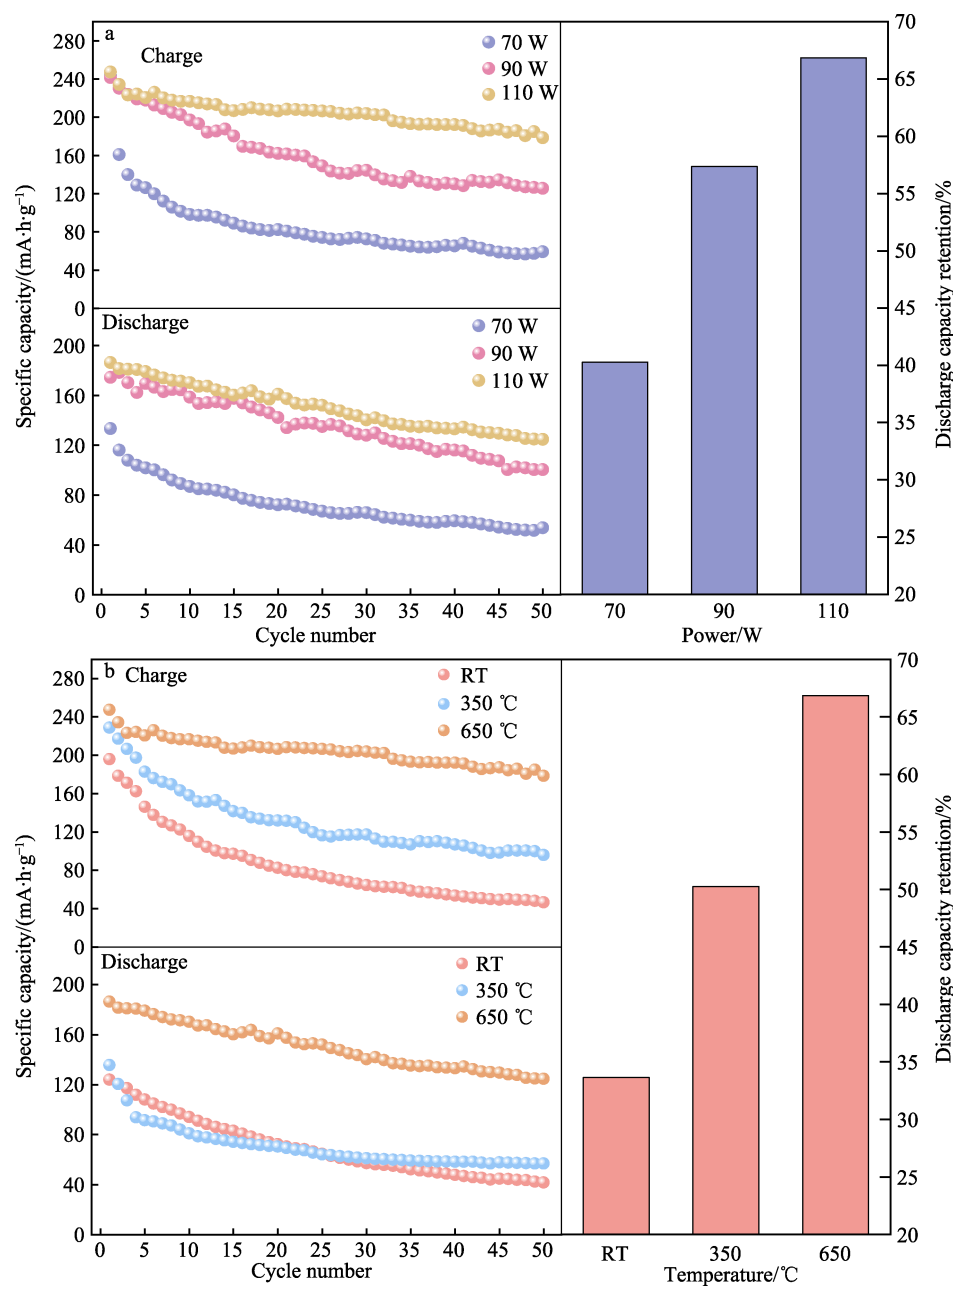 a
Charge
70 W
90 W
110 W
280
240
200
160
120
80
40
0
Discharge
70 W
90 W
110 W
200
160
120
80
40
0
Specific capacity/(mA·h·g⁻¹)
0 5 10 15 20 25 30 35 40 45 50
Cycle number
70
65
60
55
50
45
40
35
30
25
20
Discharge capacity retention/%
70 90 110
Power/W
b
Charge
RT
350 ℃
650 ℃
280
240
200
160
120
80
40
0
Discharge
RT
350 ℃
650 ℃
200
160
120
80
40
0
Specific capacity/(mA·h·g⁻¹)
0 5 10 15 20 25 30 35 40 45 50
Cycle number
70
65
60
55
50
45
40
35
30
25
20
Discharge capacity retention/%
RT 350 650
Temperature/℃